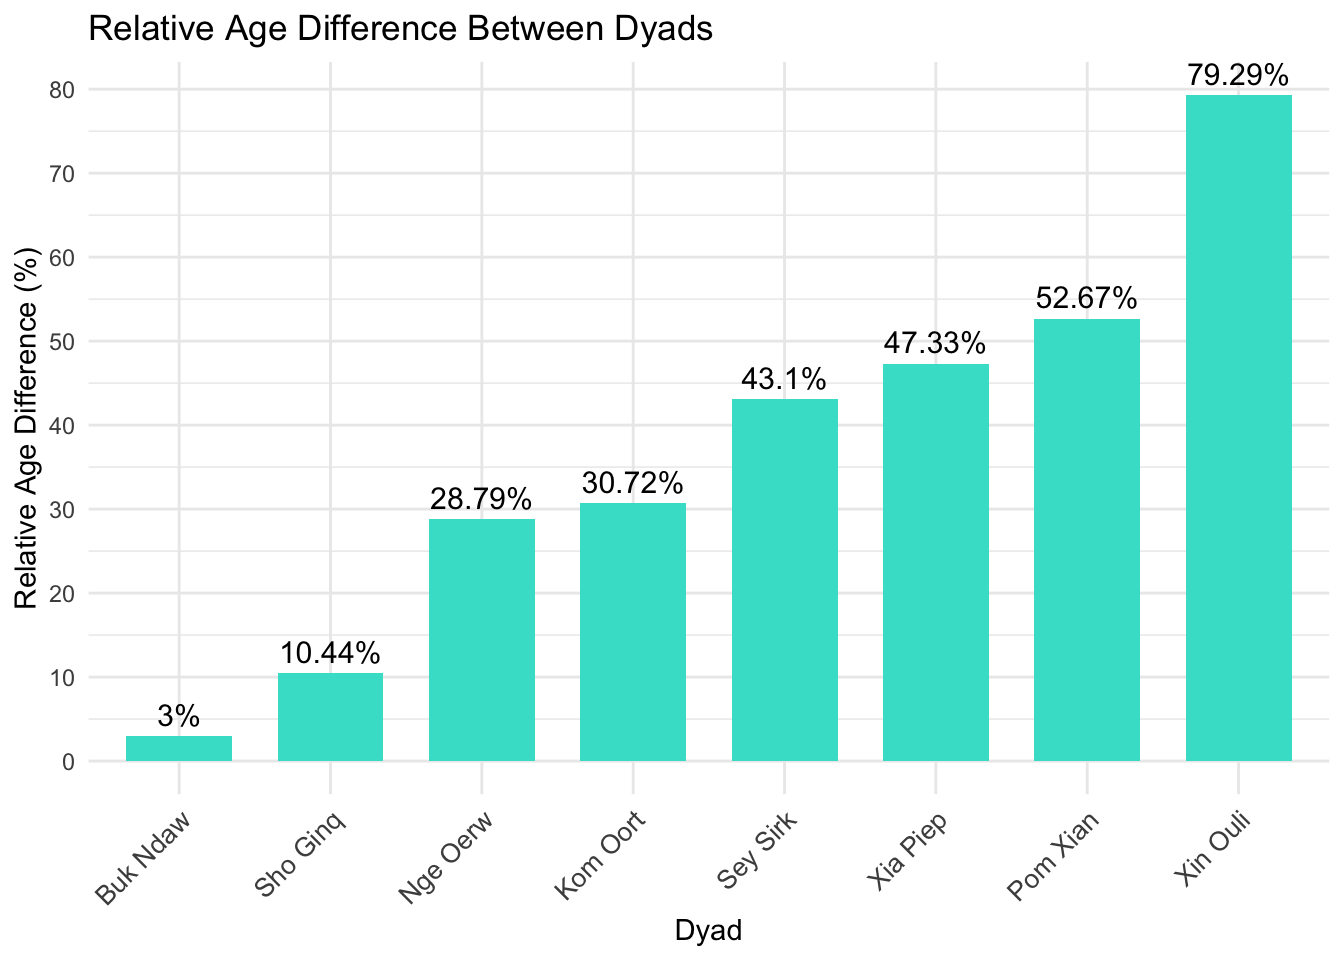 Relative Age Difference Between Dyads
Relative Age Difference (%)
80
70
60
50
40
30
20
10
0
3%
10.44%
28.79%
30.72%
43.1%
47.33%
52.67%
79.29%
Buk Ndaw
Sho Ginq
Nge Oerw
Kom Oort
Sey Sirk
Xia Piep
Pom Xian
Xin Ouli
Dyad